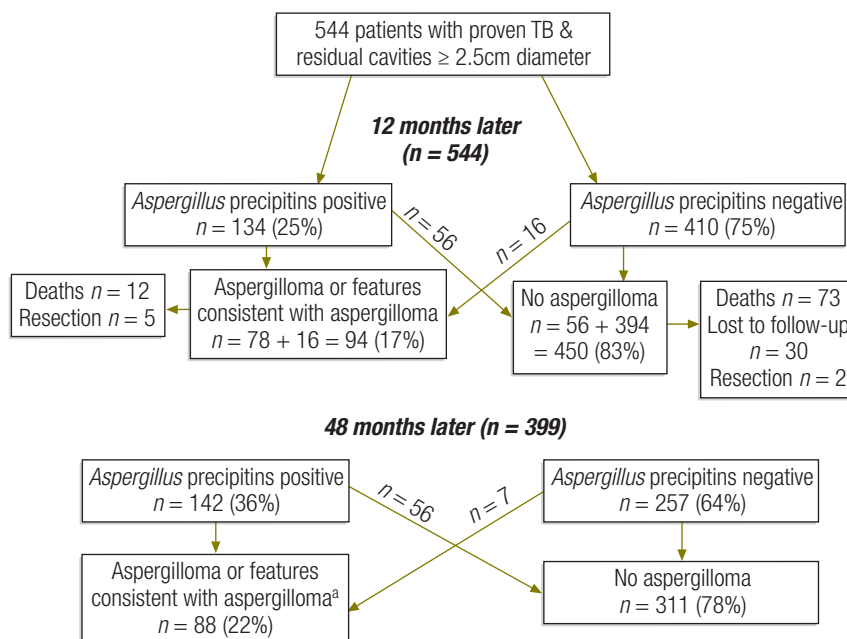 544 patients with proven TB &
residual cavities ≥ 2.5cm diameter
12 months later
(n = 544)
Aspergillus precipitins positive
n = 134 (25%)
Aspergillus precipitins negative
n = 410 (75%)
n = 56
n = 16
Deaths n = 12
Resection n = 5
Aspergilloma or features
consistent with aspergilloma
n = 78 + 16 = 94 (17%)
No aspergilloma
n = 56 + 394
= 450 (83%)
Deaths n = 73
Lost to follow-up
n = 30
Resection n = 2
48 months later (n = 399)
Aspergillus precipitins positive
n = 142 (36%)
Aspergillus precipitins negative
n = 257 (64%)
n = 56
n = 7
Aspergilloma or features
consistent with aspergillomaᵃ
n = 88 (22%)
No aspergilloma
n = 311 (78%)